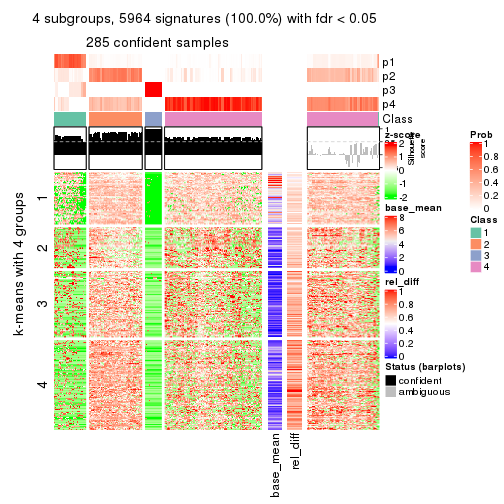 4 subgroups, 5964 signatures (100.0%) with fdr < 0.05
285 confident samples
p1
p2
p3
p4
Class
z-score
2
1
0
-1
-2
1
Silhouette
score
base_mean
8
6
4
2
0
rel_diff
1
0.8
0.6
0.4
0.2
0
Status (barplots)
confident
ambiguous
Prob
1
0.8
0.6
0.4
0.2
0
Class
1
2
3
4
k-means with 4 groups
1
2
3
4
base_mean
rel_diff